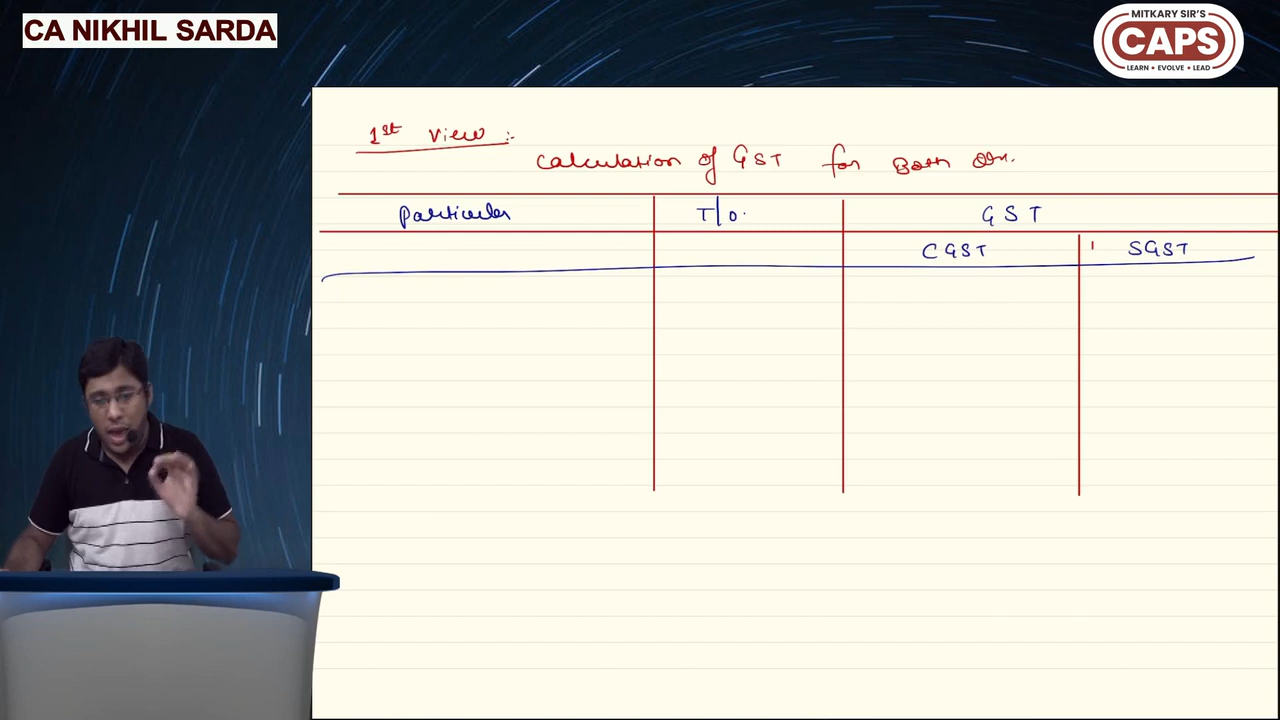 CA NIKHIL SARDA
MITKARY SIR'S
CAPS
LEARN • EVOLVE • LEAD
1st View :-
Calculation of GST for Both
Particular T/o. GST
CGST SGST